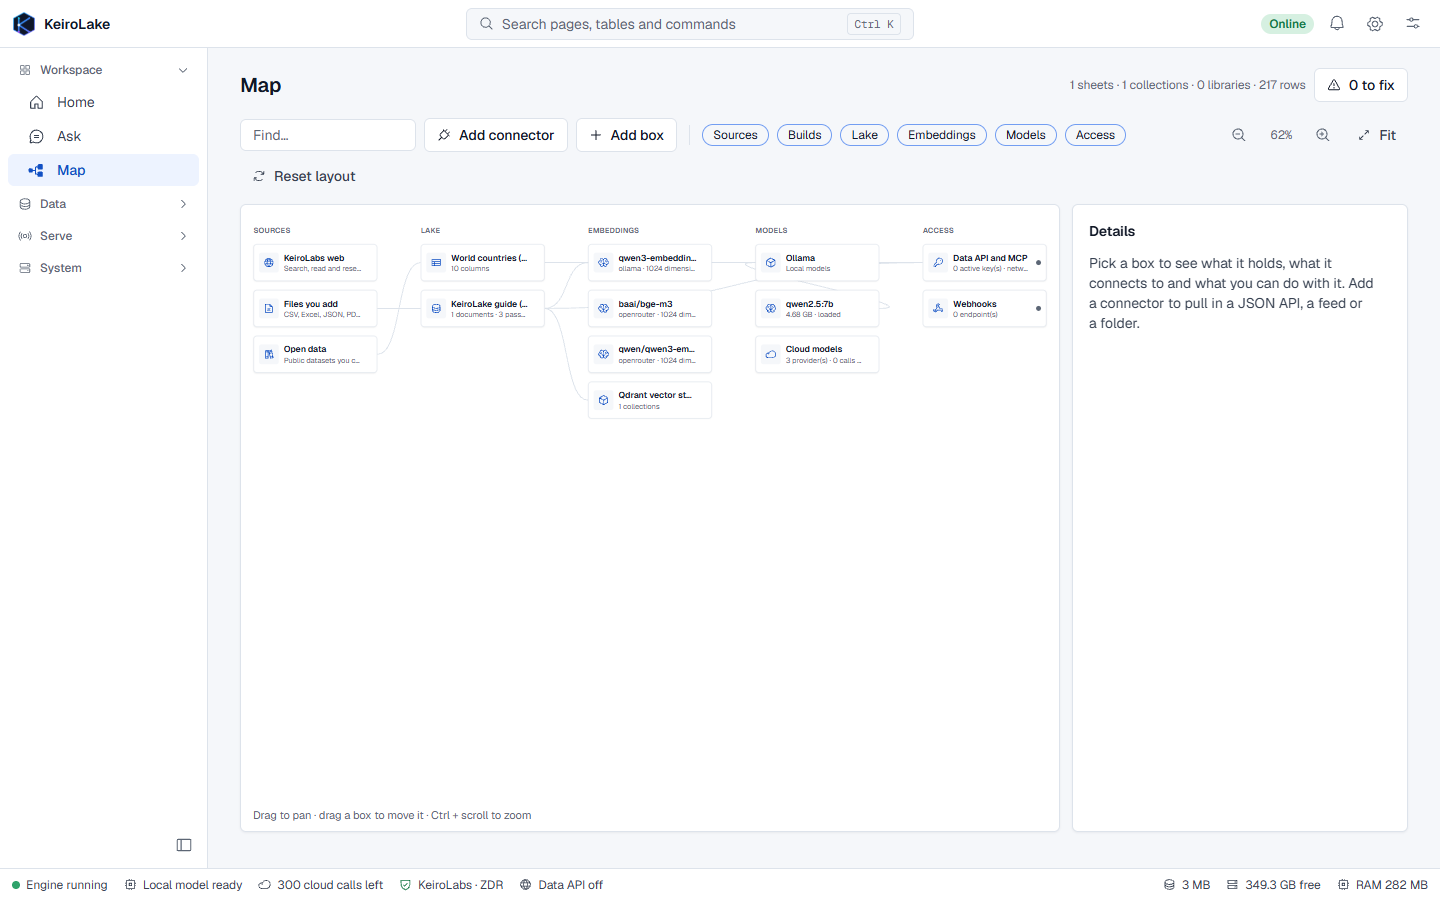 KeiroLake
Search pages, tables and commands
Ctrl K
Online
Workspace
Home
Ask
Map
Data
Serve
System
Map
1 sheets · 1 collections · 0 libraries · 217 rows
0 to fix
Find...
Add connector
Add box
Sources
Builds
Lake
Embeddings
Models
Access
62%
Fit
Reset layout
SOURCES
KeiroLabs web
Search, read and rese...
Files you add
CSV, Excel, JSON, PD...
Open data
Public datasets you c...
LAKE
World countries (...
10 columns
KeiroLake guide (...
1 documents · 3 pass...
EMBEDDINGS
qwen3-embeddin...
ollama · 1024 dimensi...
baai/bge-m3
openrouter · 1024 dim...
qwen/qwen3-em...
openrouter · 1024 dim...
Qdrant vector st...
1 collections
MODELS
Ollama
Local models
qwen2.5:7b
4.68 GB · loaded
Cloud models
3 provider(s) · 0 calls ...
ACCESS
Data API and MCP
0 active key(s) · netw...
Webhooks
0 endpoint(s)
Drag to pan · drag a box to move it · Ctrl + scroll to zoom
Details
Pick a box to see what it holds, what it
connects to and what you can do with it. Add
a connector to pull in a JSON API, a feed or
a folder.
Engine running
Local model ready
300 cloud calls left
KeiroLabs · ZDR
Data API off
3 MB
349.3 GB free
RAM 282 MB